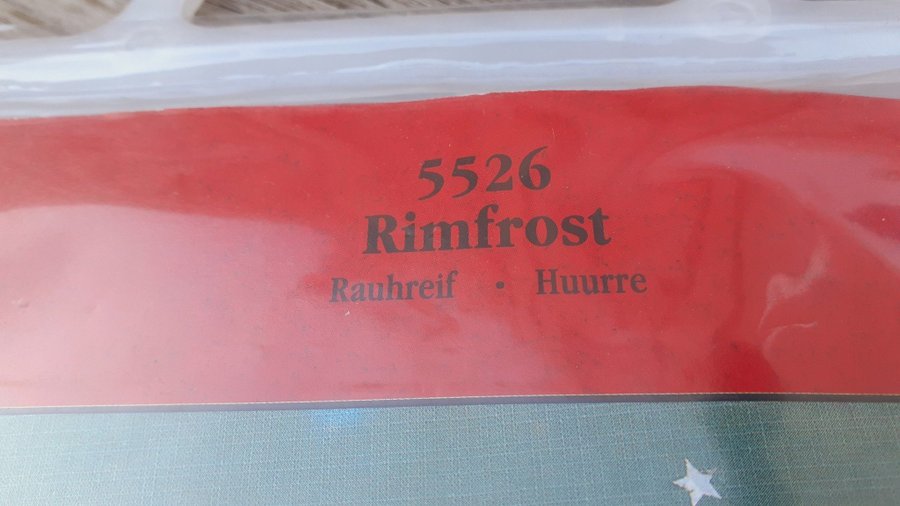 5526
Rimfrost
Rauhreif • Huurre